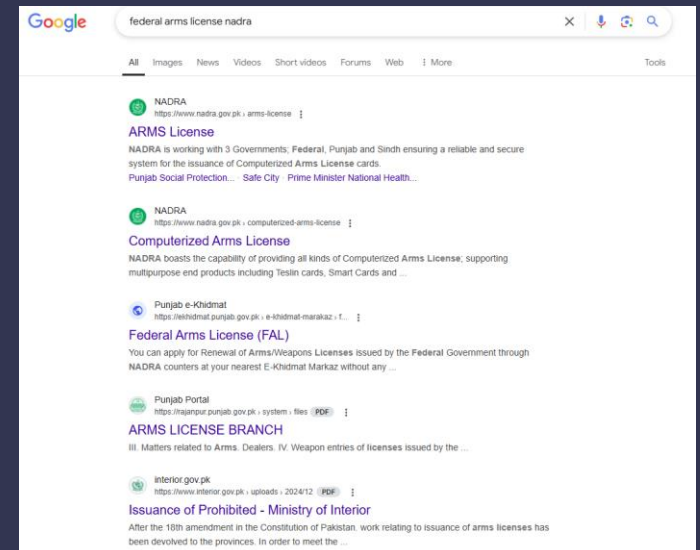 Google
federal arms license nadra
All Images News Videos Short videos Forums Web More Tools
NADRA
https://www.nadra.gov.pk › arms-license
ARMS License
NADRA is working with 3 Governments; Federal, Punjab and Sindh ensuring a reliable and secure
system for the issuance of Computerized Arms License cards.
Punjab Social Protection... · Safe City · Prime Minister National Health...
NADRA
https://www.nadra.gov.pk › computerized-arms-license
Computerized Arms License
NADRA boasts the capability of providing all kinds of Computerized Arms License; supporting
multipurpose end products including Teslin cards, Smart Cards and ...
Punjab e-Khidmat
https://ekhidmat.punjab.gov.pk › e-khidmat-marakaz › f...
Federal Arms License (FAL)
You can apply for Renewal of Arms/Weapons Licenses issued by the Federal Government through
NADRA counters at your nearest E-Khidmat Markaz without any ...
Punjab Portal
https://rajanpur.punjab.gov.pk › system › files PDF
ARMS LICENSE BRANCH
III. Matters related to Arms. Dealers. IV. Weapon entries of licenses issued by the ...
interior.gov.pk
https://www.interior.gov.pk › uploads › 2024/12 PDF
Issuance of Prohibited - Ministry of Interior
After the 18th amendment in the Constitution of Pakistan. work relating to issuance of arms licenses has
been devolved to the provinces. In order to meet the ...